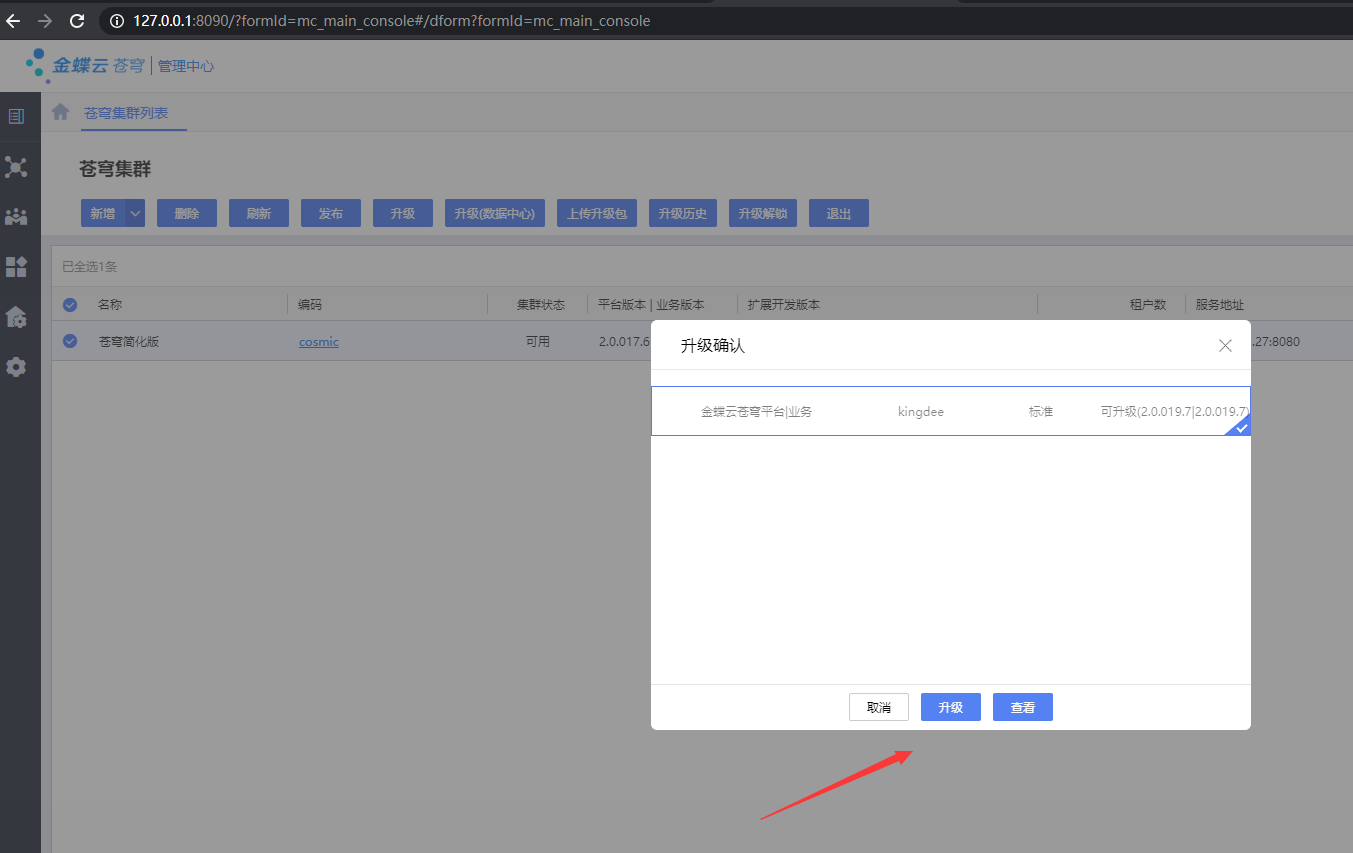 127.0.0.1:8090/?formId=mc_main_console#/dform?formId=mc_main_console
金蝶云 苍穹 | 管理中心
苍穹集群列表
苍穹集群
新增 删除 刷新 发布 升级 升级(数据中心) 上传升级包 升级历史 升级解锁 退出
已全选1条
名称 编码 集群状态 平台版本 | 业务版本 扩展开发版本 租户数 服务地址
苍穹简化版 cosmic 可用 2.0.017.6 .27:8080
升级确认
金蝶云苍穹平台|业务 kingdee 标准 可升级(2.0.019.7|2.0.019.7)
取消 升级 查看